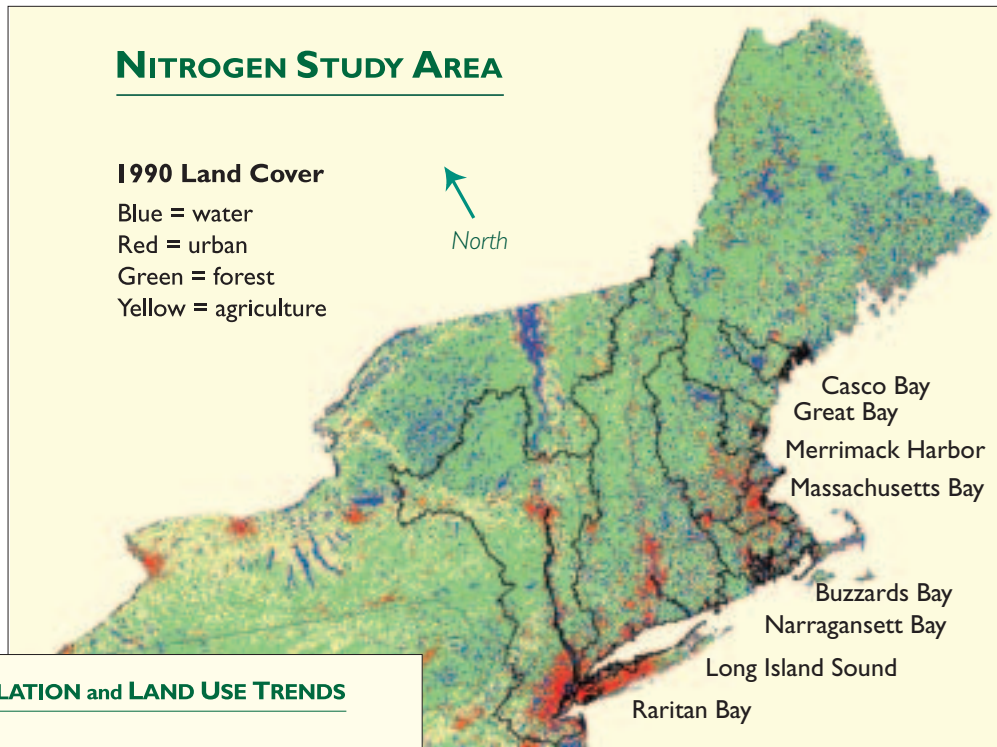 NITROGEN STUDY AREA
1990 Land Cover
Blue = water
Red = urban
Green = forest
Yellow = agriculture
North
Casco Bay
Great Bay
Merrimack Harbor
Massachusetts Bay
Buzzards Bay
Narragansett Bay
Long Island Sound
Raritan Bay
LATION and LAND USE TRENDS